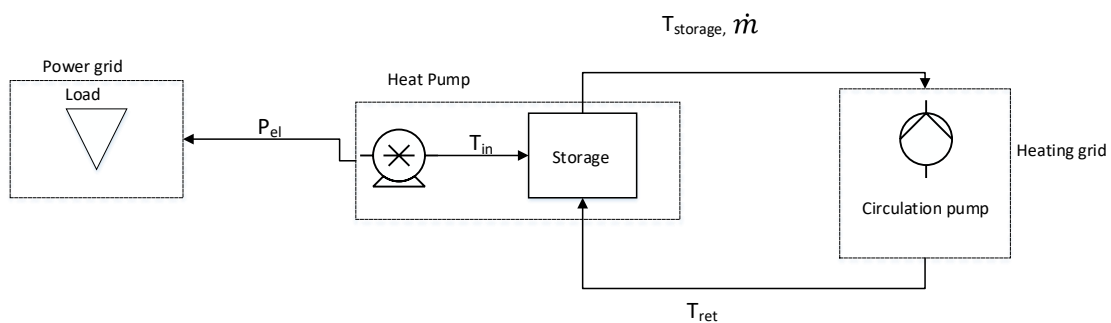 T_storage, ṁ
Power grid
Load
Heat Pump
P_el
T_in
Storage
Heating grid
Circulation pump
T_ret